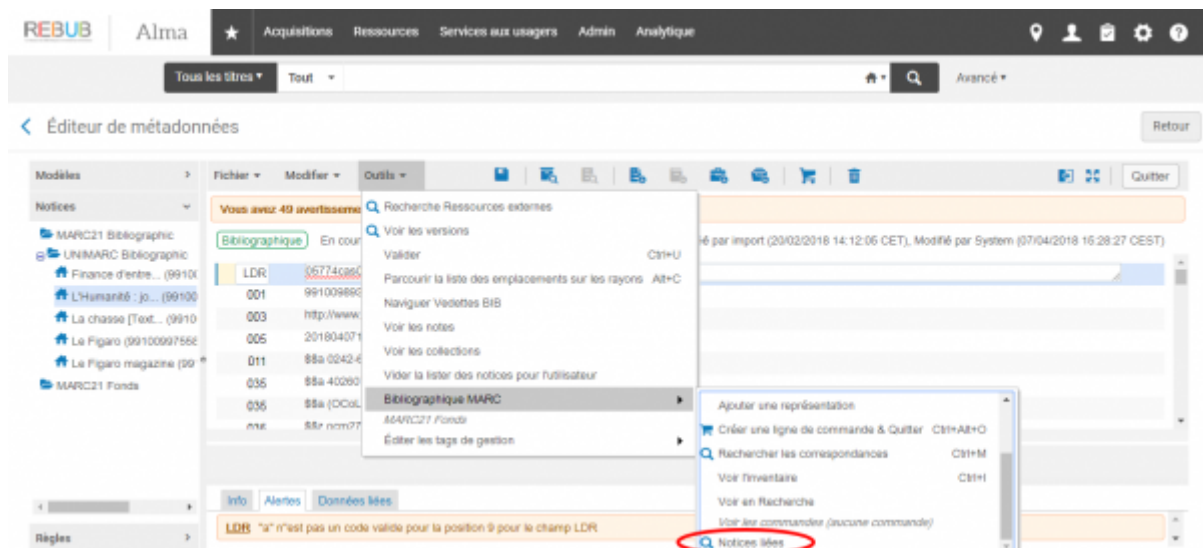 REBUB Alma ★ Acquisitions Ressources Services aux usagers Admin Analytique
Tous les titres Tout Avancé
Éditeur de métadonnées Retour
Modèles Fichier Modifier Outils Quitter
Notices Vous avez 49 avertisseme Recherche Ressources externes
Voir les versions
MARC21 Bibliographic Bibliographique En cour é par import (20/02/2018 14:12:06 CET), Modifié par System (07/04/2018 16:28:27 CEST)
UNIMARC Bibliographic Valider Ctrl+U
Finance d'entre... (9910 LDR 06774cas Parcourir la liste des emplacements sur les rayons Alt+C
L'Humanité : jo... (99100 001 Naviguer Vedettes BIB
La chasse [Text... (9910 003 http://www. Voir les notes
Le Figaro 005 201804071 Voir les collections
Le Figaro magazine (99 011 $$a 0242-6 Vider la lister des notices pour l'utilisateur
MARC21 Fonds 035 $$a 40260 Bibliographique MARC
035 $$a (OCoL MARC21 Fonds
Éditer les tags de gestion
Ajouter une représentation
Créer une ligne de commande & Quitter Ctrl+Alt+O
Rechercher les correspondances Ctrl+M
Voir l'inventaire Ctrl+I
Voir en Recherche
Voir les commandes (aucune commande)
Notices liées
Info Alertes Données liées
Règles LDR "a" n'est pas un code valide pour la position 9 pour le champ LDR